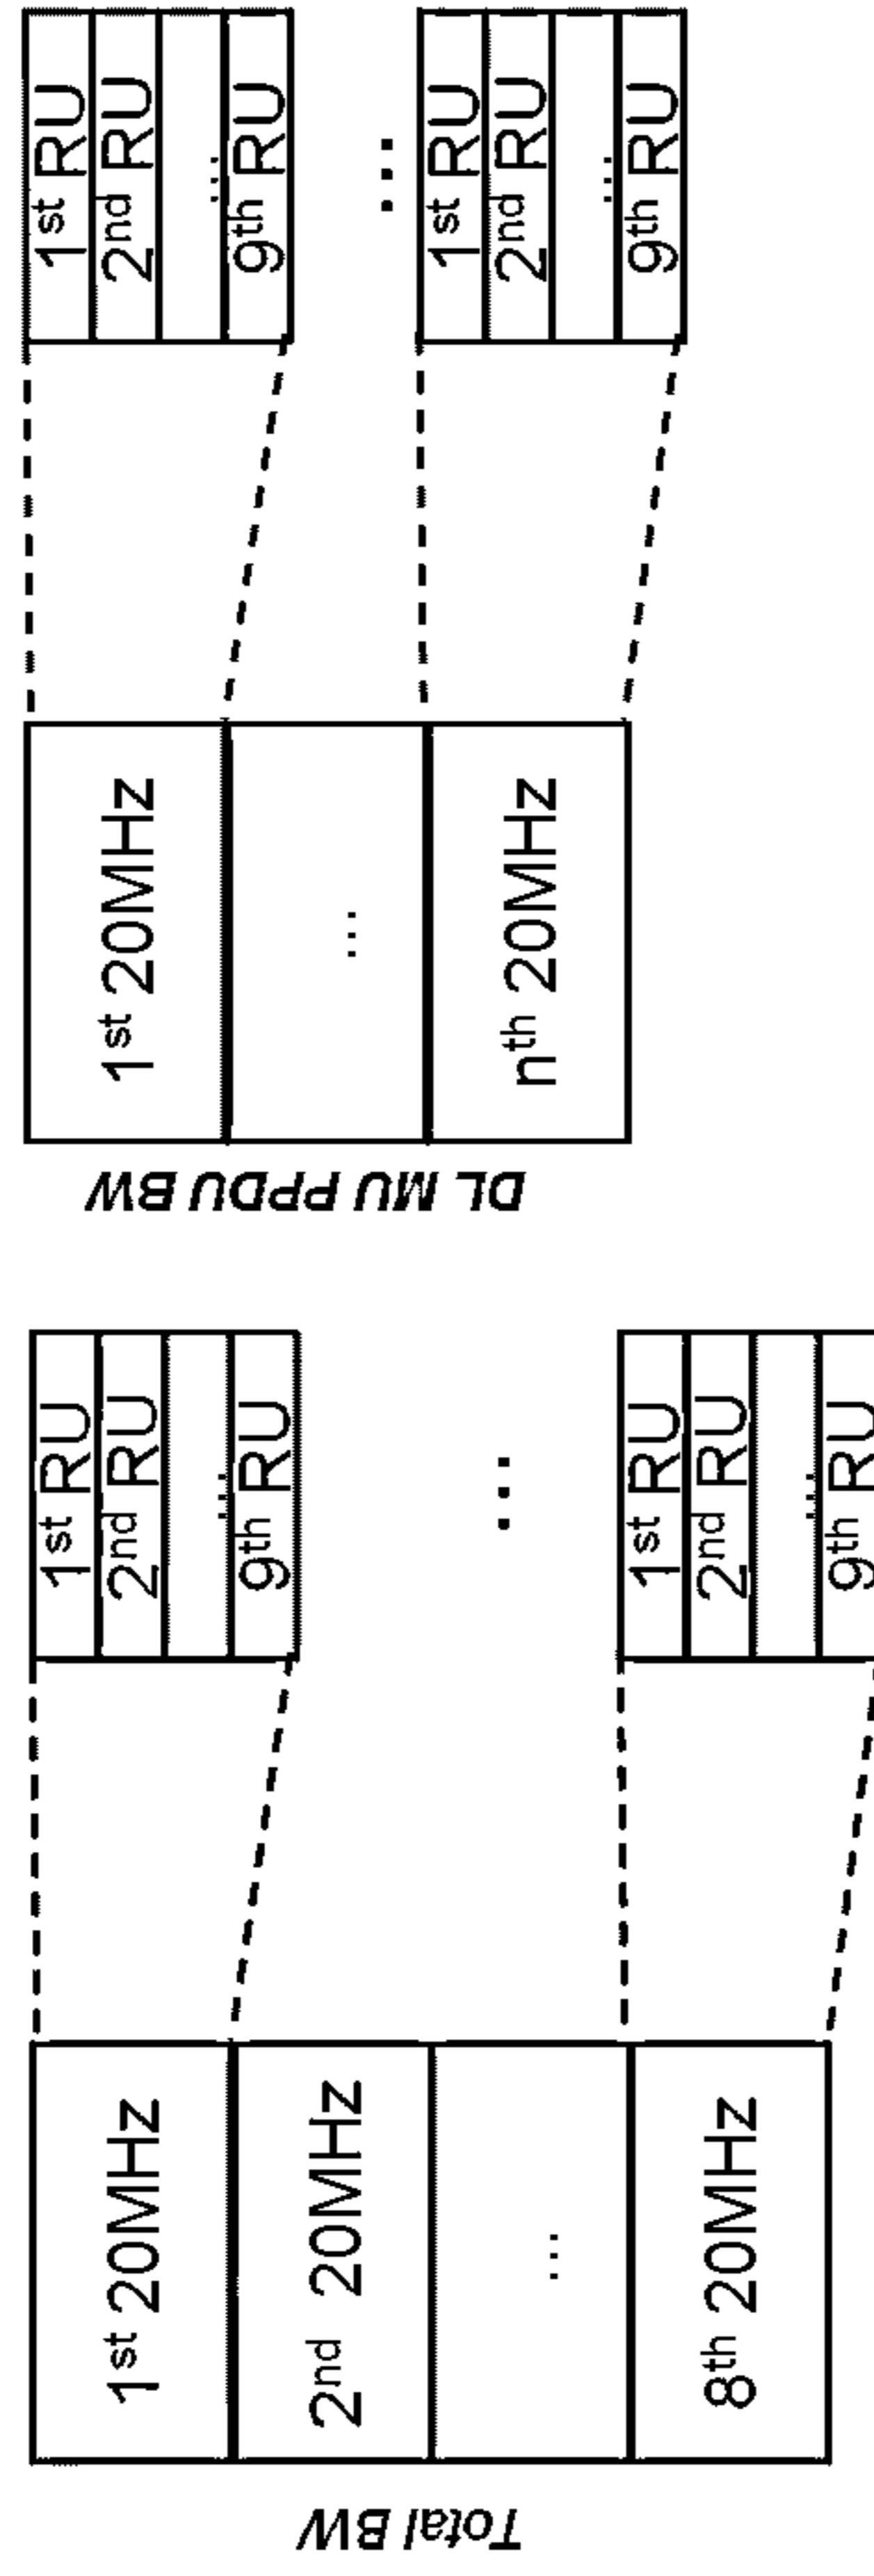 Total BW
1st 20MHz
2nd 20MHz
...
8th 20MHz
1st RU
2nd RU
...
9th RU
...
1st RU
2nd RU
...
9th RU
DL MU PPDU BW
1st 20MHz
...
nth 20MHz
1st RU
2nd RU
...
9th RU
...
1st RU
2nd RU
...
9th RU